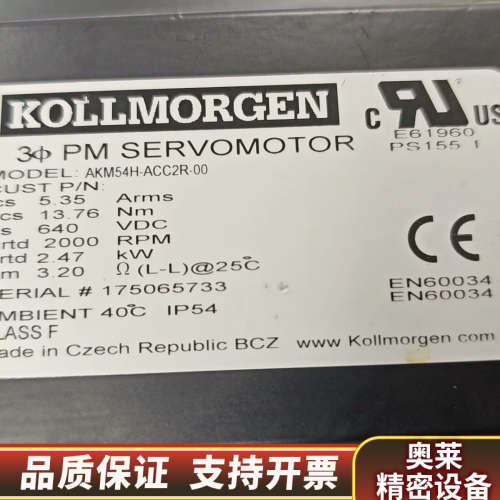 KOLLMORGEN
C RU US
E61960
PS155 1
3ϕ PM SERVOMOTOR
MODEL: AKM54H-ACC2R-00
CUST P/N:
cs 5.35 Arms
cs 13.76 Nm
s 640 VDC
rtd 2000 RPM
rtd 2.47 kW
m 3.20 Ω(L-L)@25°C
CE
SERIAL # 175065733
EN60034
EN60034
AMBIENT 40°C IP54
LASS F
ade in Czech Republic BCZ www.Kollmorgen com
品质保证 支持开票
奥莱
精密设备